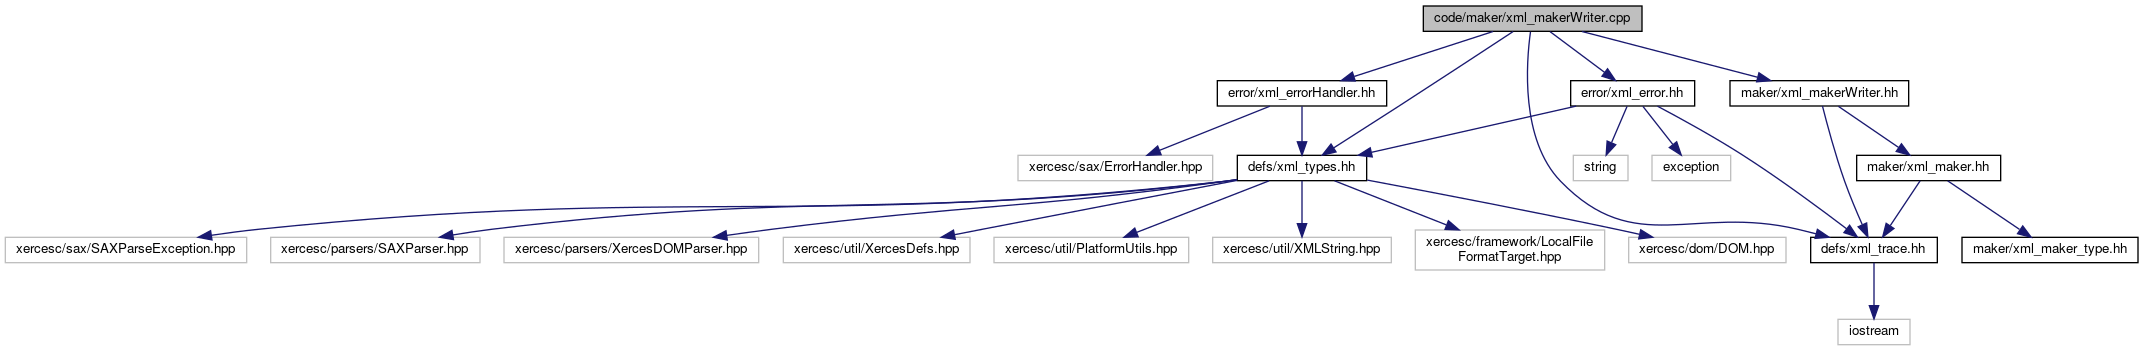 code/maker/xml_makerWriter.cpp
error/xml_errorHandler.hh
error/xml_error.hh
maker/xml_makerWriter.hh
xercesc/sax/ErrorHandler.hpp
defs/xml_types.hh
string
exception
maker/xml_maker.hh
xercesc/sax/SAXParseException.hpp
xercesc/parsers/SAXParser.hpp
xercesc/parsers/XercesDOMParser.hpp
xercesc/util/XercesDefs.hpp
xercesc/util/PlatformUtils.hpp
xercesc/util/XMLString.hpp
xercesc/framework/LocalFile
FormatTarget.hpp
xercesc/dom/DOM.hpp
defs/xml_trace.hh
maker/xml_maker_type.hh
iostream